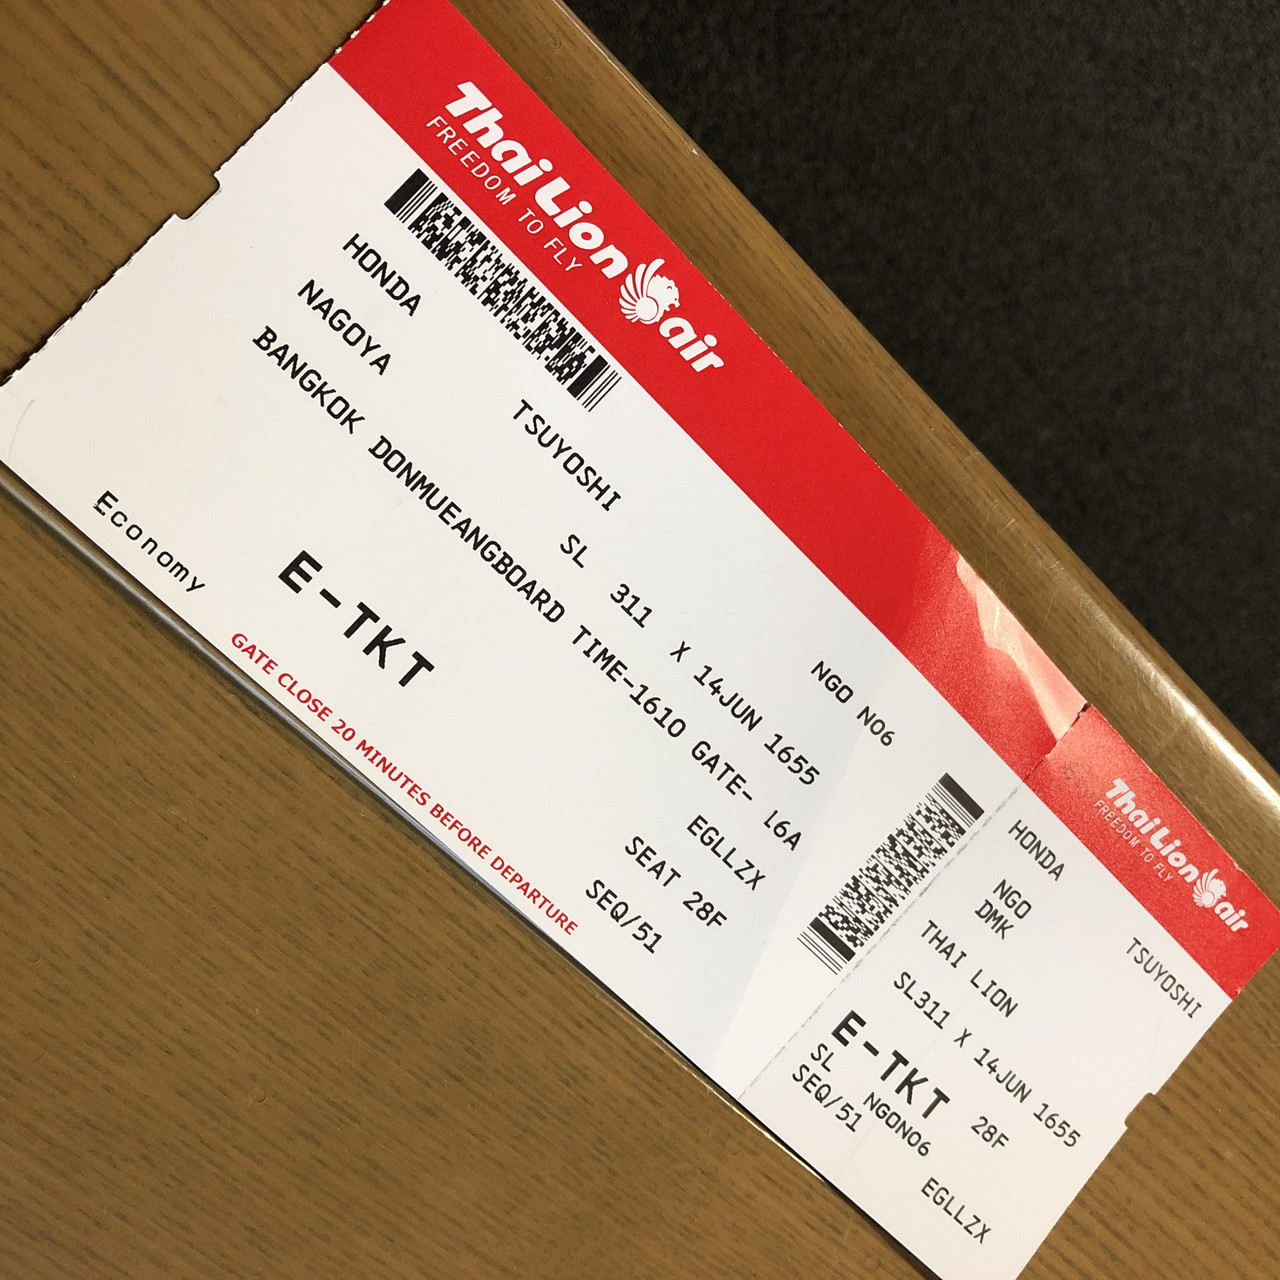 Thai Lion air
FREEDOM TO FLY
HONDA TSUYOSHI NGO N06
NAGOYA SL 311 X 14JUN 1655
BANGKOK DONMUEANGBOARD TIME-1610 GATE- 16A
EGLLZX
E-TKT SEAT 28F
Economy SEQ/51
GATE CLOSE 20 MINUTES BEFORE DEPARTURE
Thai Lion air
FREEDOM TO FLY
HONDA TSUYOSHI
NGO
DMK
THAI LION
SL311 X 14JUN 1655
E-TKT 28F
SL NGON06
SEQ/51 EGLLZX